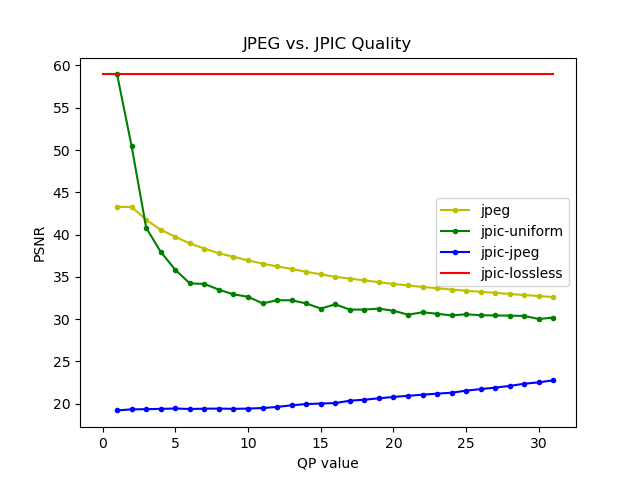 JPEG vs. JPIC Quality
60
55
50
45
40
35
30
25
20
PSNR
jpeg
jpic-uniform
jpic-jpeg
jpic-lossless
0 5 10 15 20 25 30
QP value